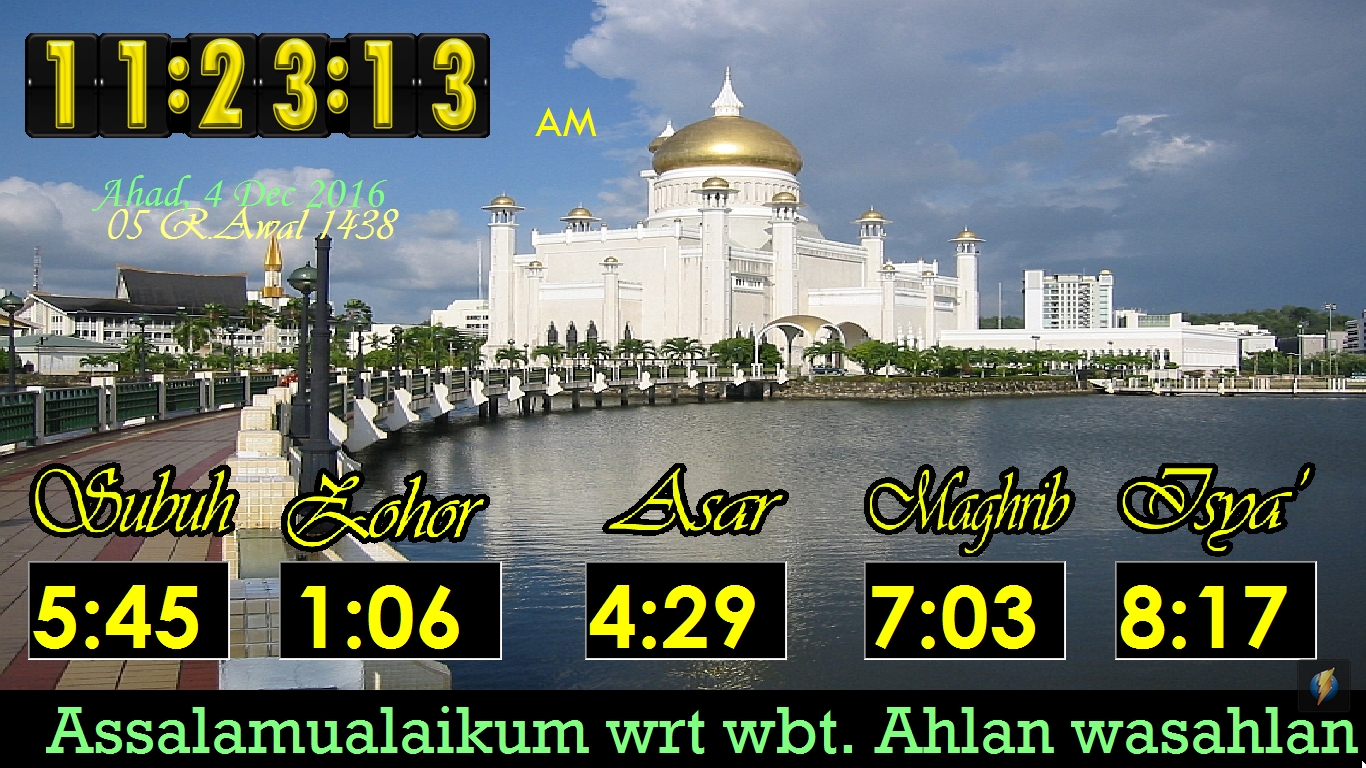 11:23:13
AM
Ahad, 4 Dec 2016
05 R.Awal 1438
Subuh Zohor Asar Maghrib Isya'
5:45 1:06 4:29 7:03 8:17
Assalamualaikum wrt wbt. Ahlan wasahlan